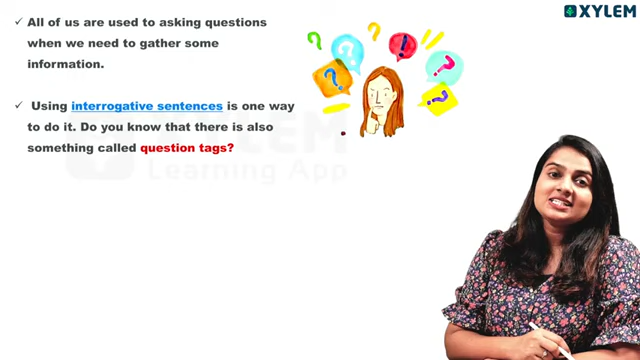 XYLEM
✓ All of us are used to asking questions
when we need to gather some
information.
✓ Using interrogative sentences is one way
to do it. Do you know that there is also
something called question tags?
XYLEM
Learning App